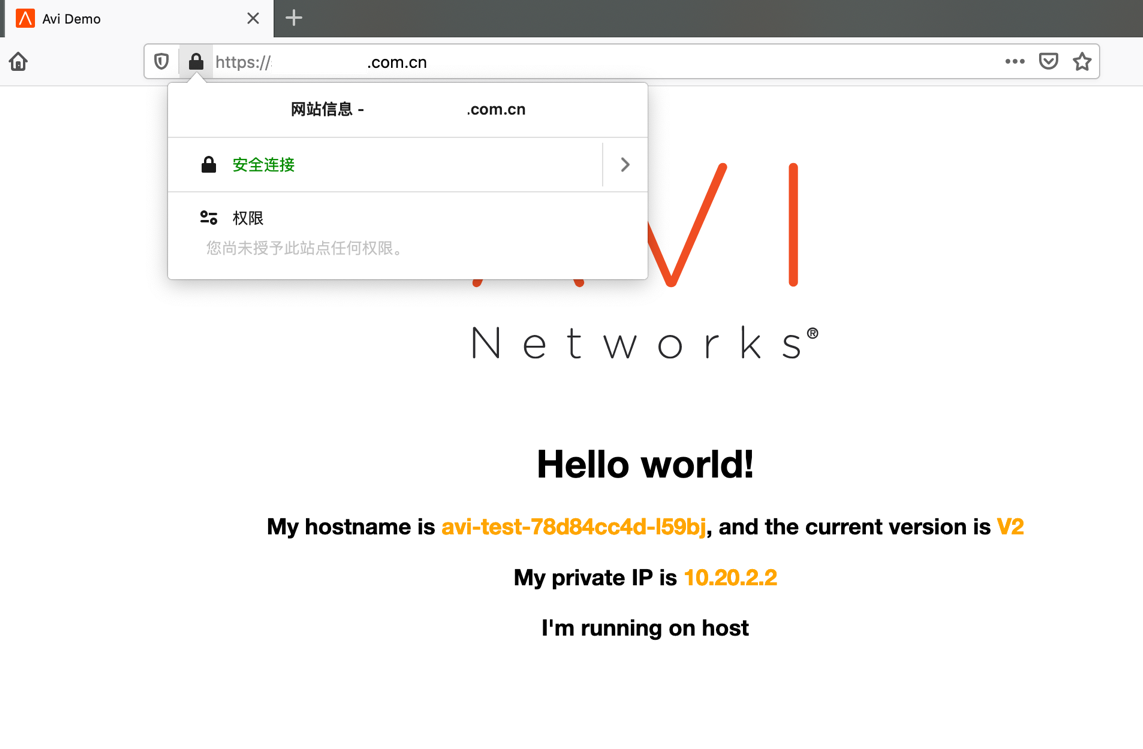 Avi Demo
https:// .com.cn
网站信息 - .com.cn
安全连接
权限
您尚未授予此站点任何权限。
AVI
Networks®
Hello world!
My hostname is avi-test-78d84cc4d-l59bj, and the current version is V2
My private IP is 10.20.2.2
I'm running on host